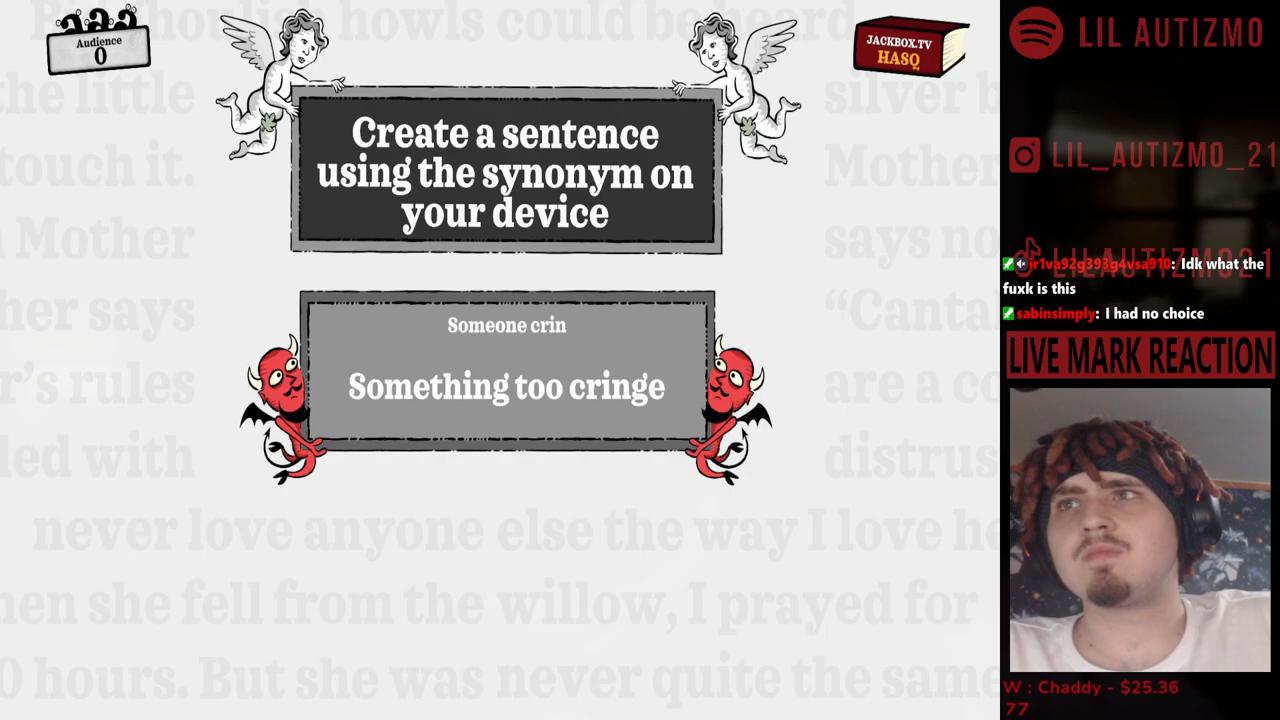 Audience
0
JACKBOX.TV
HASQ
Create a sentence
using the synonym on
your device
Someone crin
Something too cringe
the little
touch it.
Mother
her says
r's rules
led with
silver b
Mother
says no
"Canta
are a co
distrus
never love anyone else the way I love he
hen she fell from the willow, I prayed for
0 hours. But she was never quite the same
LIL AUTIZMO
LIL_AUTIZMO_21
LILAUTIZMO21
ir1va92g393g4vsa910: Idk what the
fuxk is this
sabinsimply: I had no choice
LIVE MARK REACTION
W : Chaddy - $25.36
77